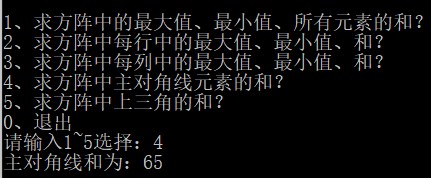 1、求方阵中的最大值、最小值、所有元素的和?
2、求方阵中每行中的最大值、最小值、和?
3、求方阵中每列中的最大值、最小值、和?
4、求方阵中主对角线元素的和?
5、求方阵中上三角的和?
0、退出
请输入1~5选择: 4
主对角线和为: 65